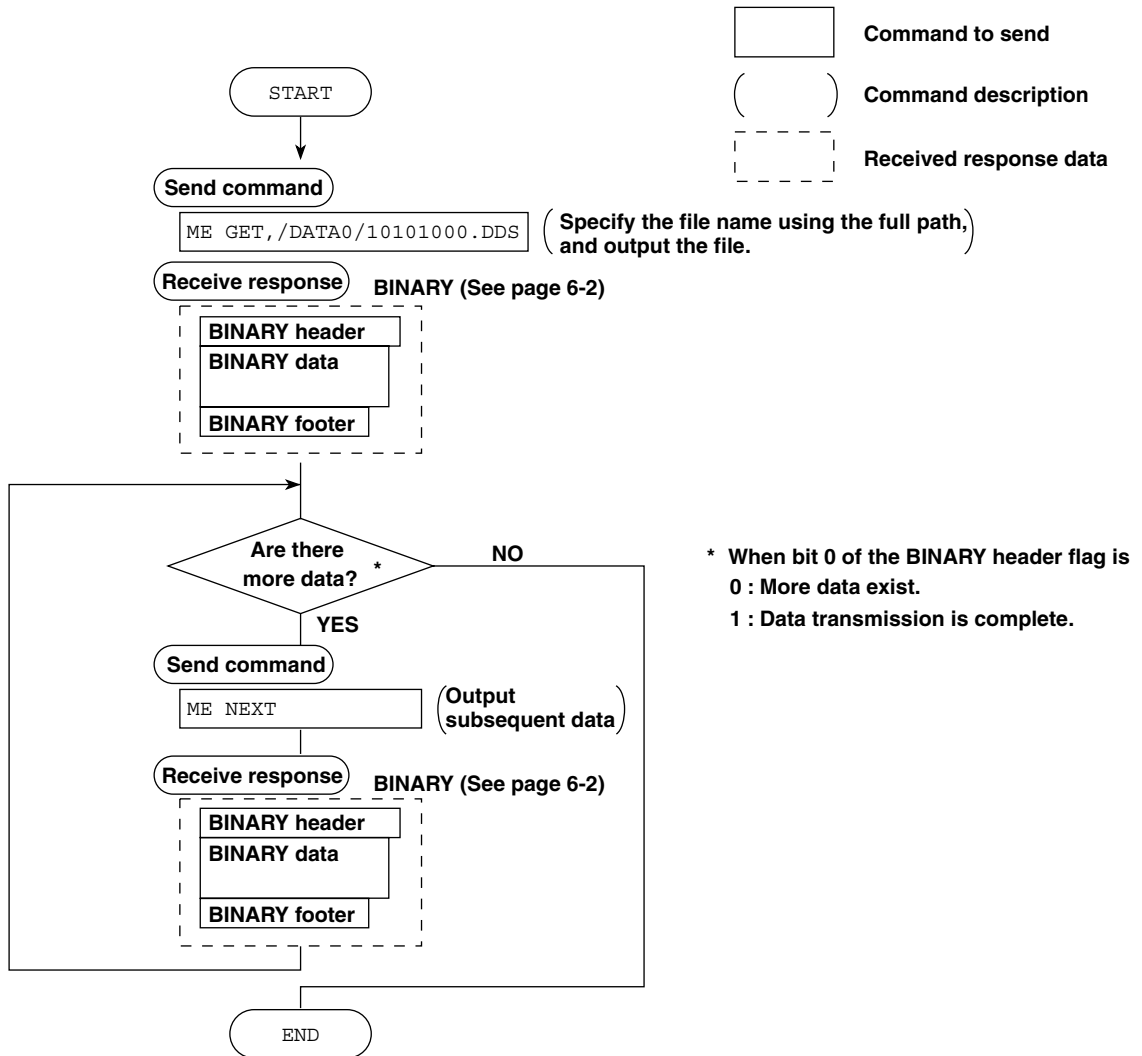 Command to send
START
Command description
Received response data
Send command
ME GET,/DATA0/10101000.DDS
Specify the file name using the full path,
and output the file.
Receive response
BINARY (See page 6-2)
BINARY header
BINARY data
BINARY footer
Are there
more data? *
NO
* When bit 0 of the BINARY header flag is
0 : More data exist.
1 : Data transmission is complete.
YES
Send command
ME NEXT
Output
subsequent data
Receive response
BINARY (See page 6-2)
BINARY header
BINARY data
BINARY footer
END